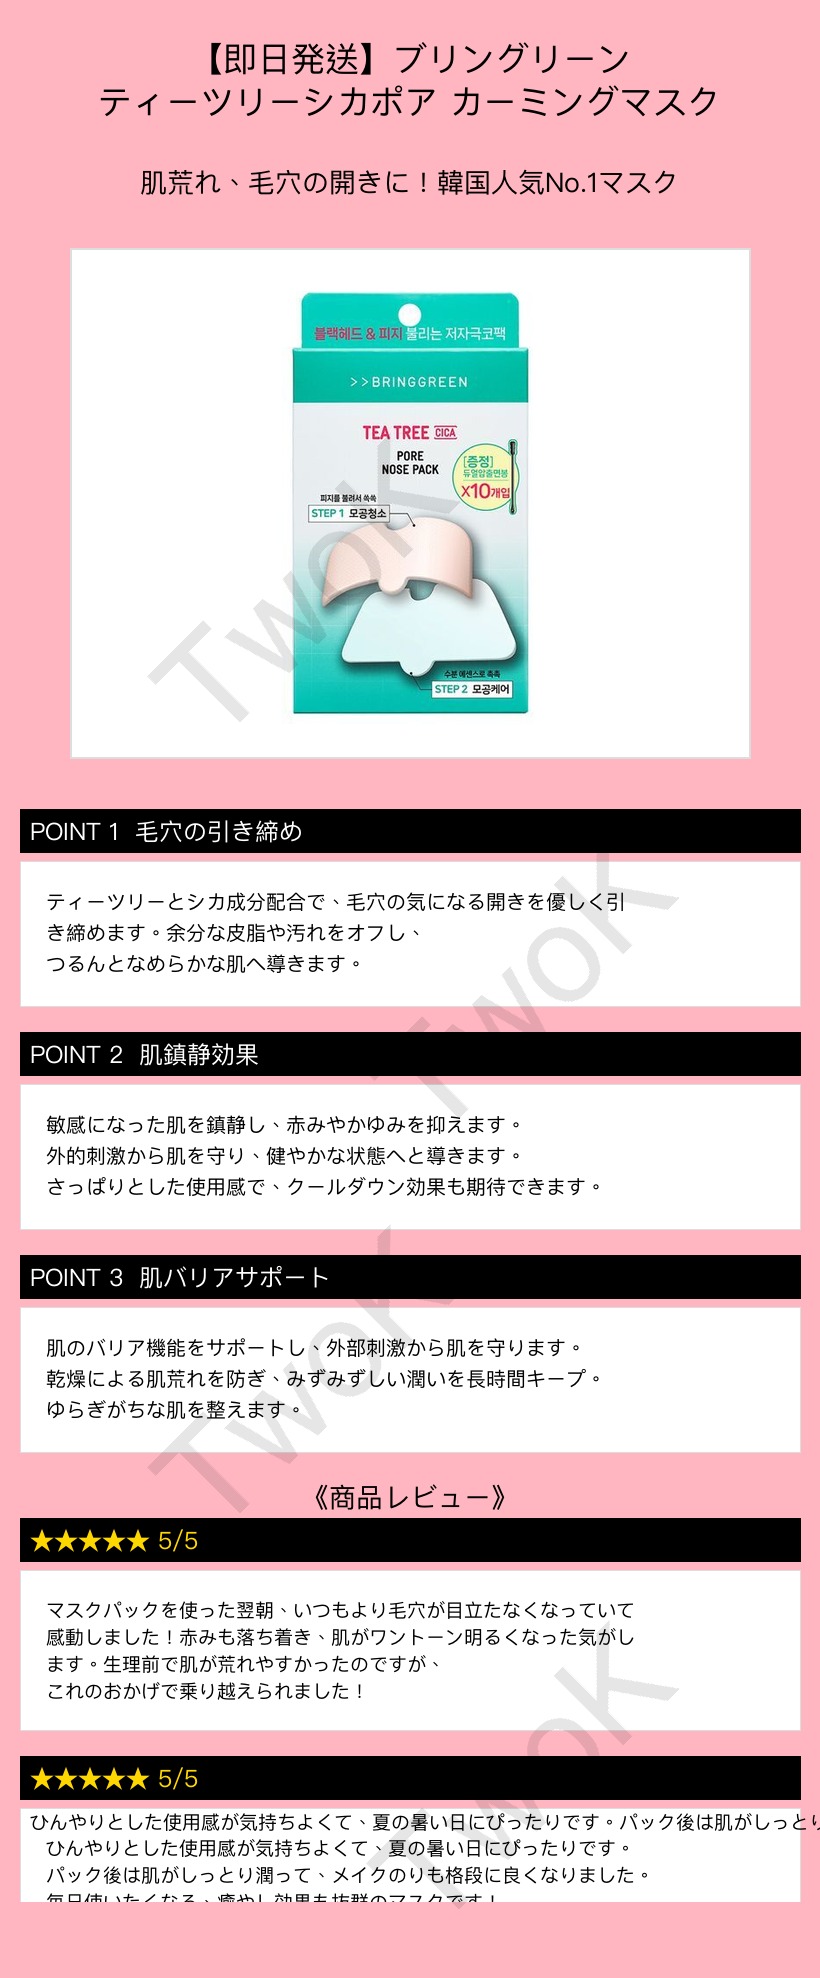 【即日発送】ブリングリーン
ティーツリーシカポア カーミングマスク
肌荒れ、毛穴の開きに！韓国人気No.1マスク
블랙헤드 & 피지 불리는 저자극코팩
>>BRINGGREEN
TEA TREE CICA
PORE
NOSE PACK
[증정]
듀얼압출면봉
X10개입
피지를 불려서 쏙쏙
STEP 1 모공청소
수분 에센스로 촉촉
STEP 2 모공케어
TwoK
POINT 1 毛穴の引き締め
ティーツリーとシカ成分配合で、毛穴の気になる開きを優しく引
き締めます。余分な皮脂や汚れをオフし、
つるんとなめらかな肌へ導きます。
TwoK
POINT 2 肌鎮静効果
敏感になった肌を鎮静し、赤みやかゆみを抑えます。
外的刺激から肌を守り、健やかな状態へと導きます。
さっぱりとした使用感で、クールダウン効果も期待できます。
POINT 3 肌バリアサポート
肌のバリア機能をサポートし、外部刺激から肌を守ります。
乾燥による肌荒れを防ぎ、みずみずしい潤いを長時間キープ。
ゆらぎがちな肌を整えます。
TwoK
《商品レビュー》
★★★★★ 5/5
マスクパックを使った翌朝、いつもより毛穴が目立たなくなっていて
感動しました！赤みも落ち着き、肌がワントーン明るくなった気がし
ます。生理前で肌が荒れやすかったのですが、
これのおかげで乗り越えられました！
TwoK
★★★★★ 5/5
ひんやりとした使用感が気持ちよくて、夏の暑い日にぴったりです。パック後は肌がしっとり
ひんやりとした使用感が気持ちよくて、夏の暑い日にぴったりです。
パック後は肌がしっとり潤って、メイクのりも格段に良くなりました。
毎日使いたくなる、癒やし効果も抜群のマスクです！